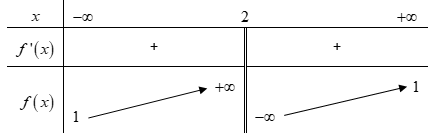 x −∞ 2 +∞
f '(x) + +
f(x) 1 +∞ −∞ 1